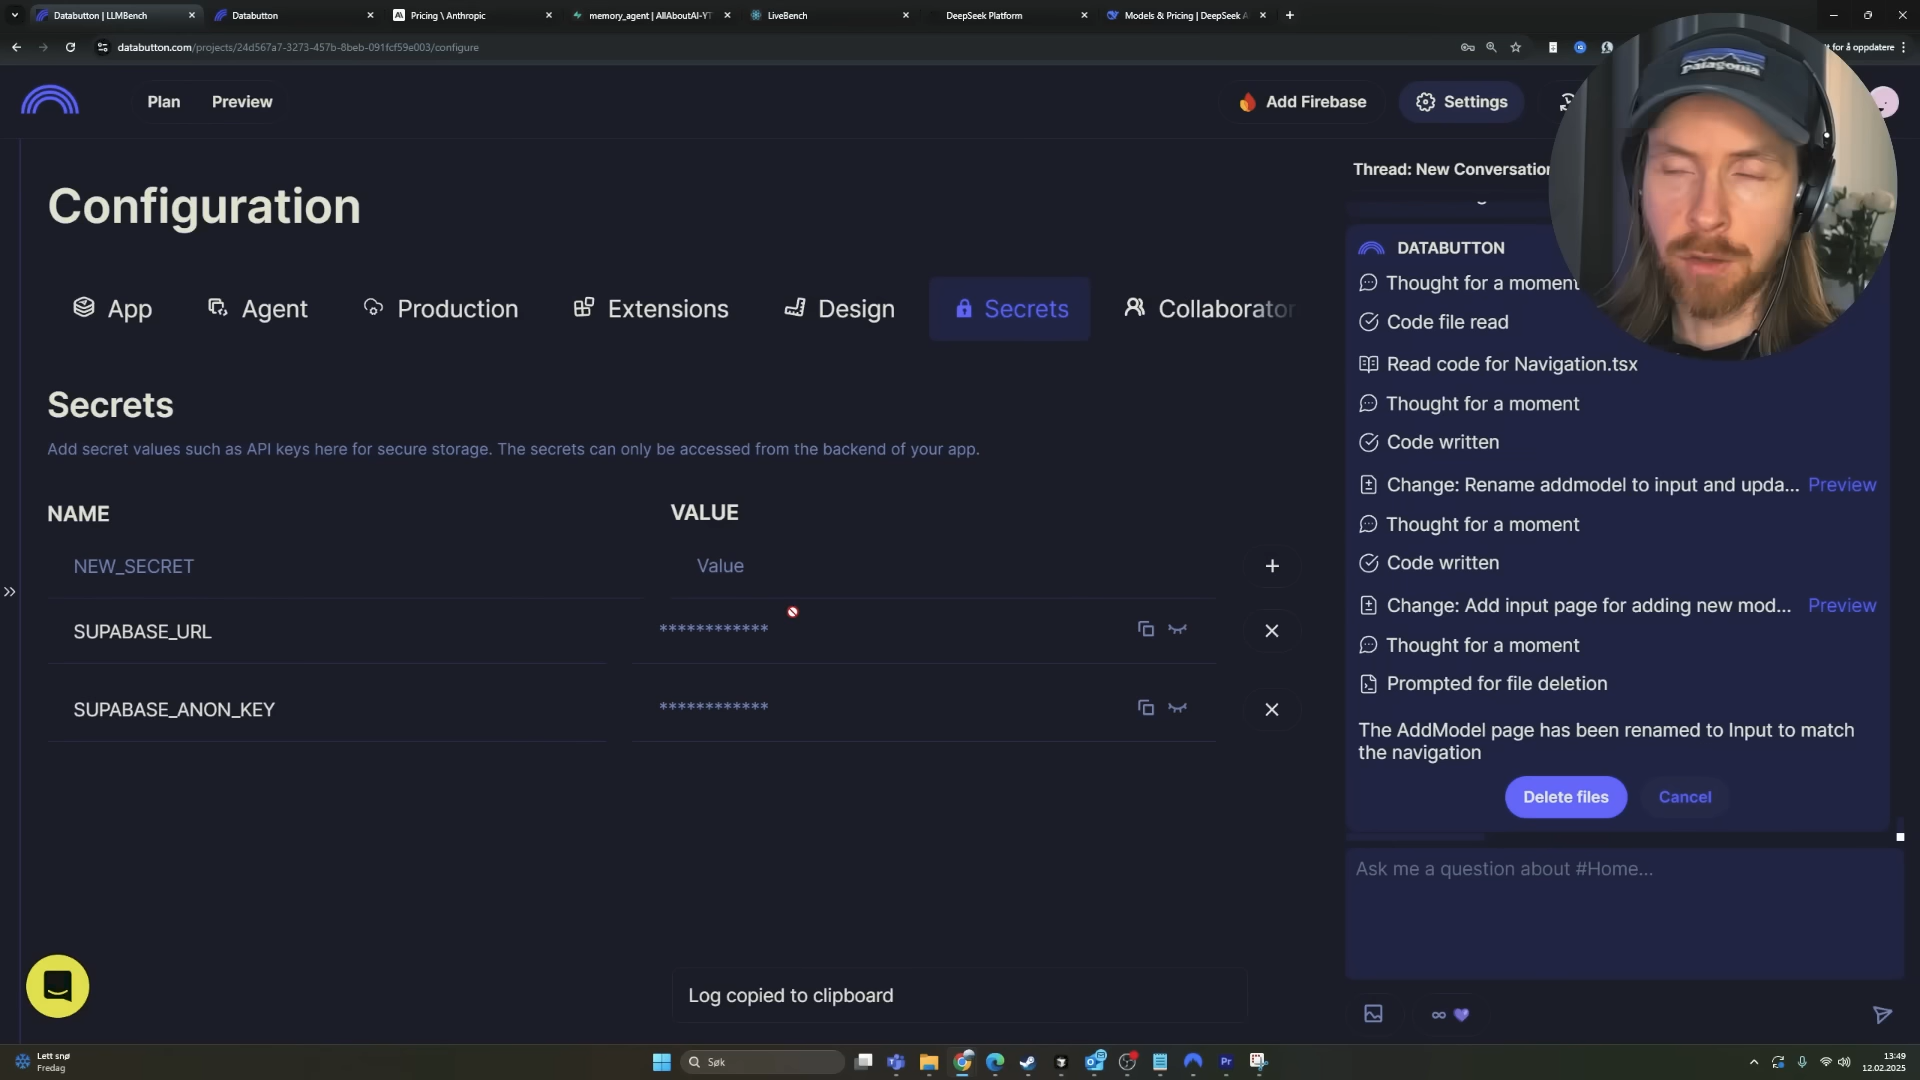 Databutton | LLMBench
Databutton
Pricing \ Anthropic
memory_agent | AllAboutAI-YT
LiveBench
DeepSeek Platform
Models & Pricing | DeepSeek A
databutton.com/projects/24d567a7-3273-457b-8beb-091fcf59e003/configure
t for å oppdatere
Plan
Preview
Add Firebase
Settings
patagonia
Configuration
Thread: New Conversation
App
Agent
Production
Extensions
Design
Secrets
Collaborator
DATABUTTON
Thought for a moment
Code file read
Read code for Navigation.tsx
Thought for a moment
Code written
Change: Rename addmodel to input and upda...
Preview
Thought for a moment
Code written
Change: Add input page for adding new mod...
Preview
Thought for a moment
Prompted for file deletion
The AddModel page has been renamed to Input to match
the navigation
Delete files
Cancel
Secrets
Add secret values such as API keys here for secure storage. The secrets can only be accessed from the backend of your app.
NAME
VALUE
NEW_SECRET
Value
SUPABASE_URL
************
SUPABASE_ANON_KEY
************
Log copied to clipboard
Ask me a question about #Home...
Lett snø
Fredag
Søk
Pr
13:49
12.02.2025